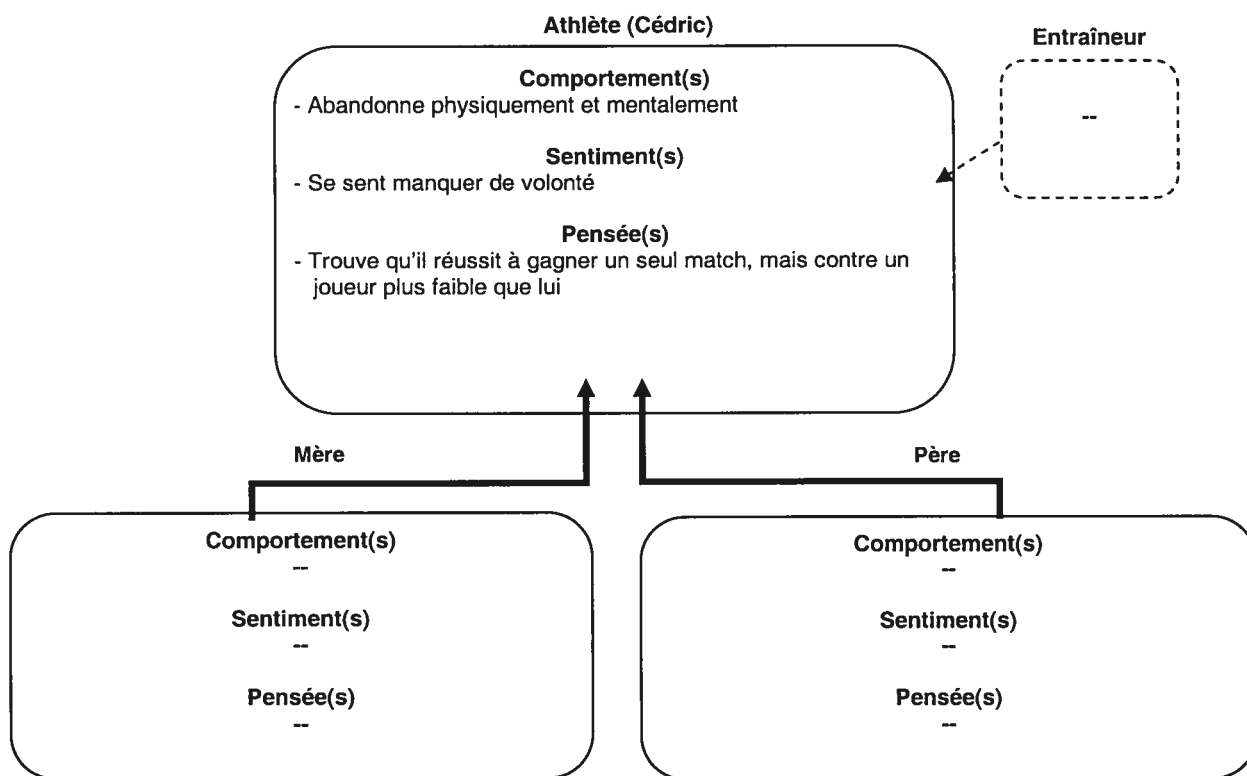 Athlète (Cédric)
Entraîneur
Comportement(s)
- Abandonne physiquement et mentalement
--
Sentiment(s)
- Se sent manquer de volonté
Pensée(s)
- Trouve qu'il réussit à gagner un seul match, mais contre un
joueur plus faible que lui
Mère
Père
Comportement(s)
--
Sentiment(s)
--
Pensée(s)
--
Comportement(s)
--
Sentiment(s)
--
Pensée(s)
--